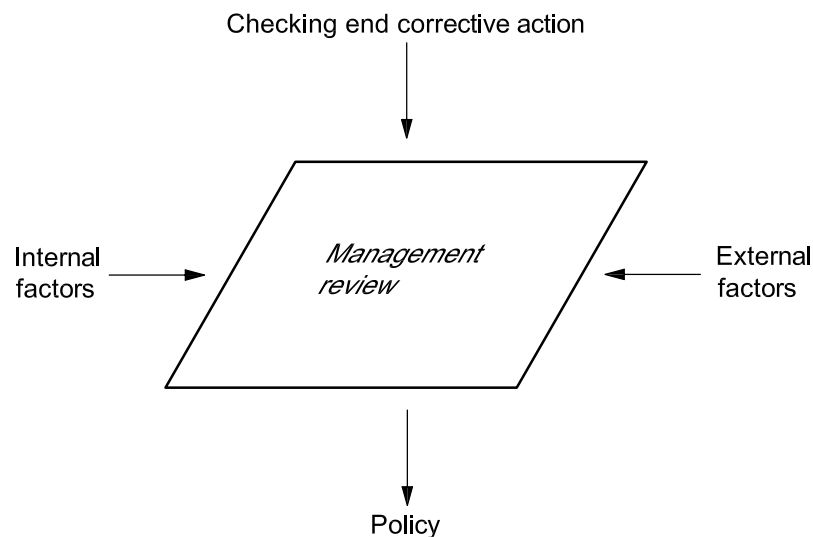 Checking end corrective action
Internal
factors
Management
review
External
factors
Policy